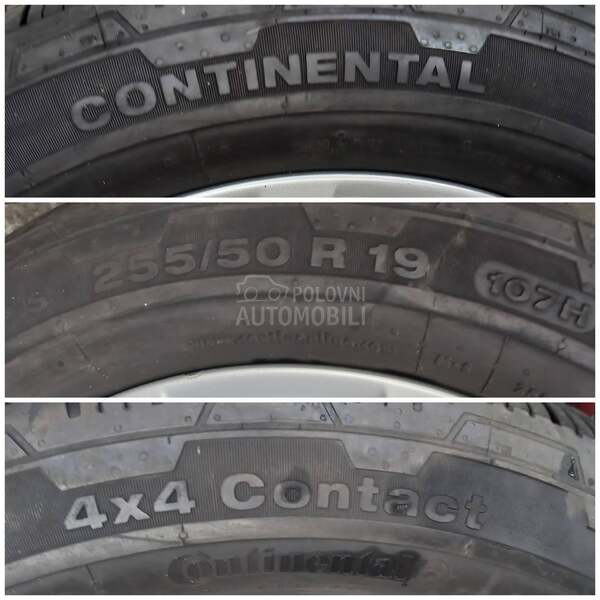 CONTINENTAL
255/50 R 19
107H
POLOVNI
AUTOMOBILI
4x4 Contact
Continental